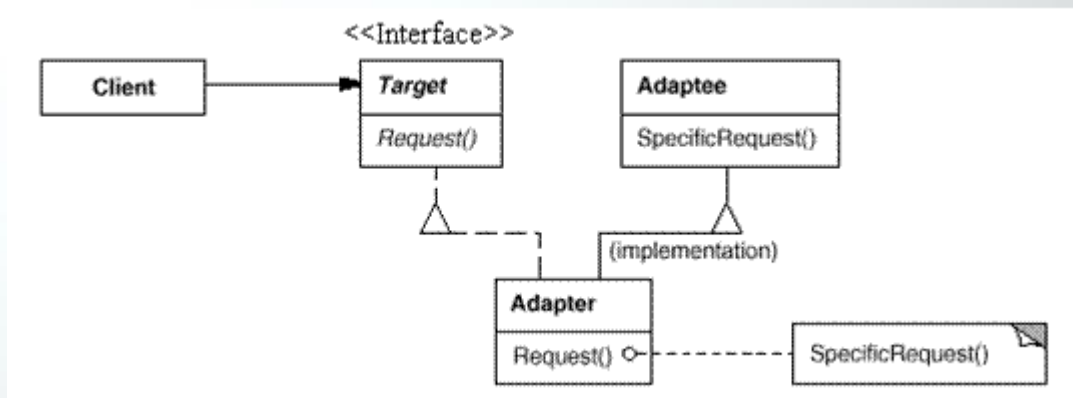 <<Interface>>
Client
Target
Request()
Adaptee
SpecificRequest()
(implementation)
Adapter
Request()
SpecificRequest()